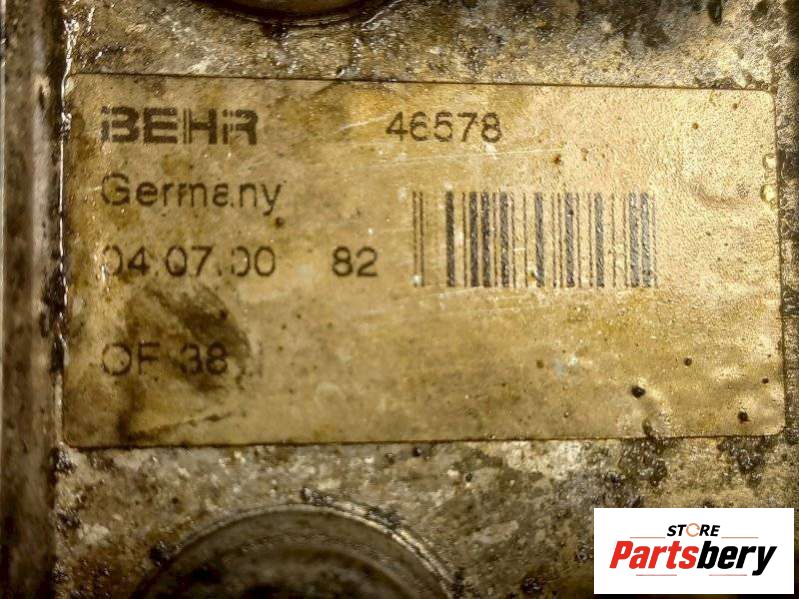 BEHR 46578
Germany
04.07.00 82
OF 38
STORE
Partsbery